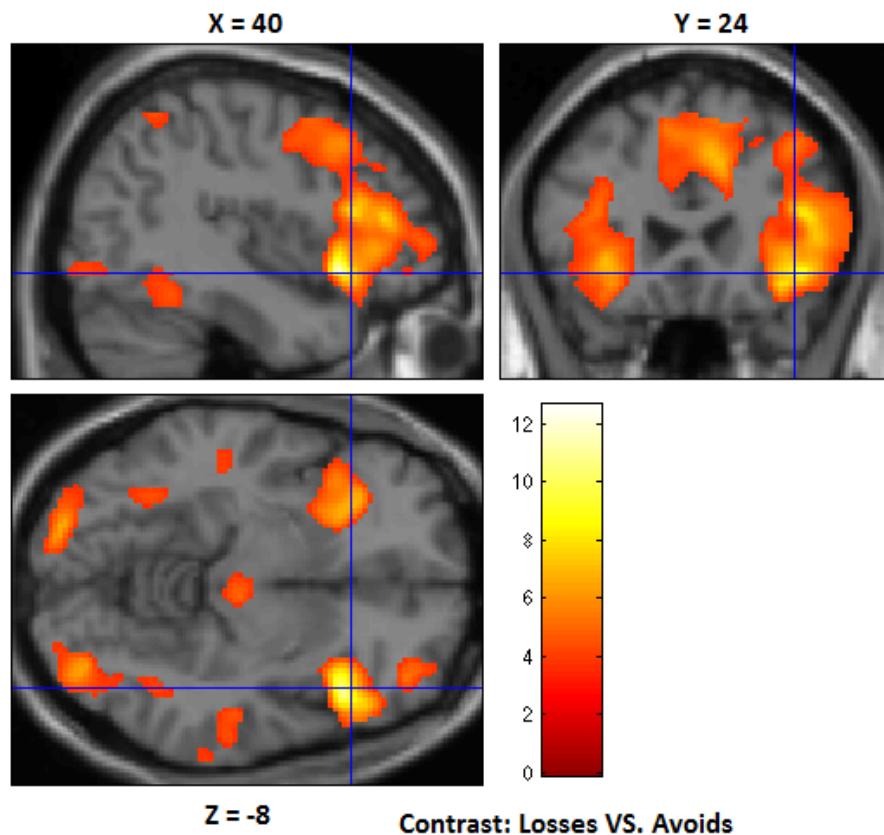 X = 40
Y = 24
12
10
8
6
4
2
0
Z = -8
Contrast: Losses VS. Avoids